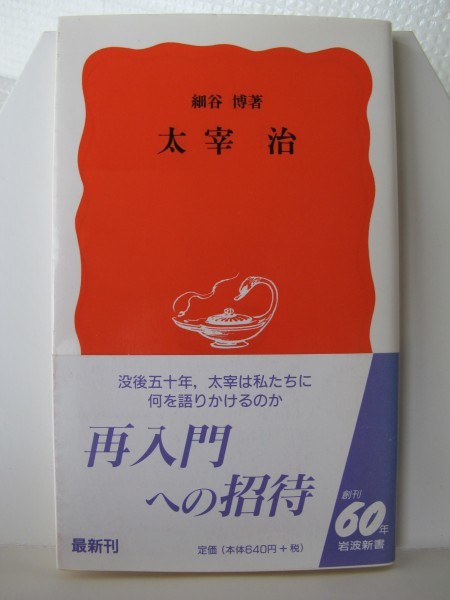 細谷 博著
太宰 治
没後五十年，太宰は私たちに
何を語りかけるのか
再入門
への招待
最新刊
定価（本体640円＋税）
創刊
60年
岩波新書